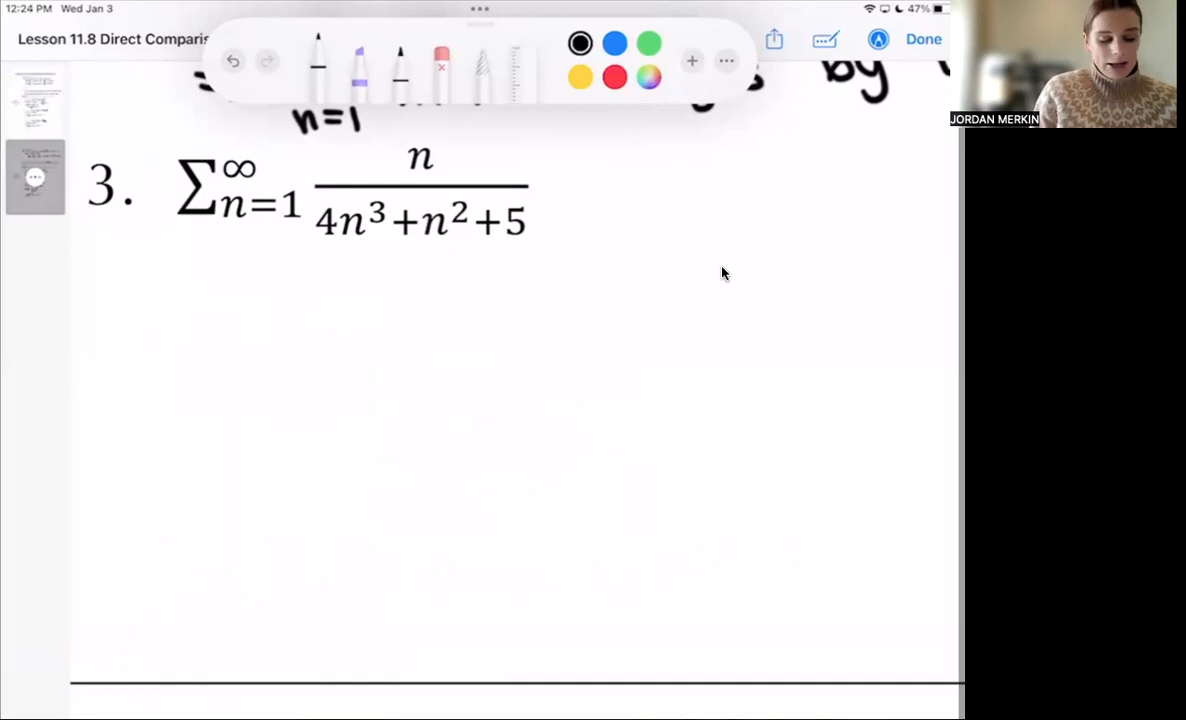 12:24 PM Wed Jan 3
47%
Lesson 11.8 Direct Comparis
Done
JORDAN MERKIN
by
n=1
3. ∑∞n=1 n/(4n³+n²+5)